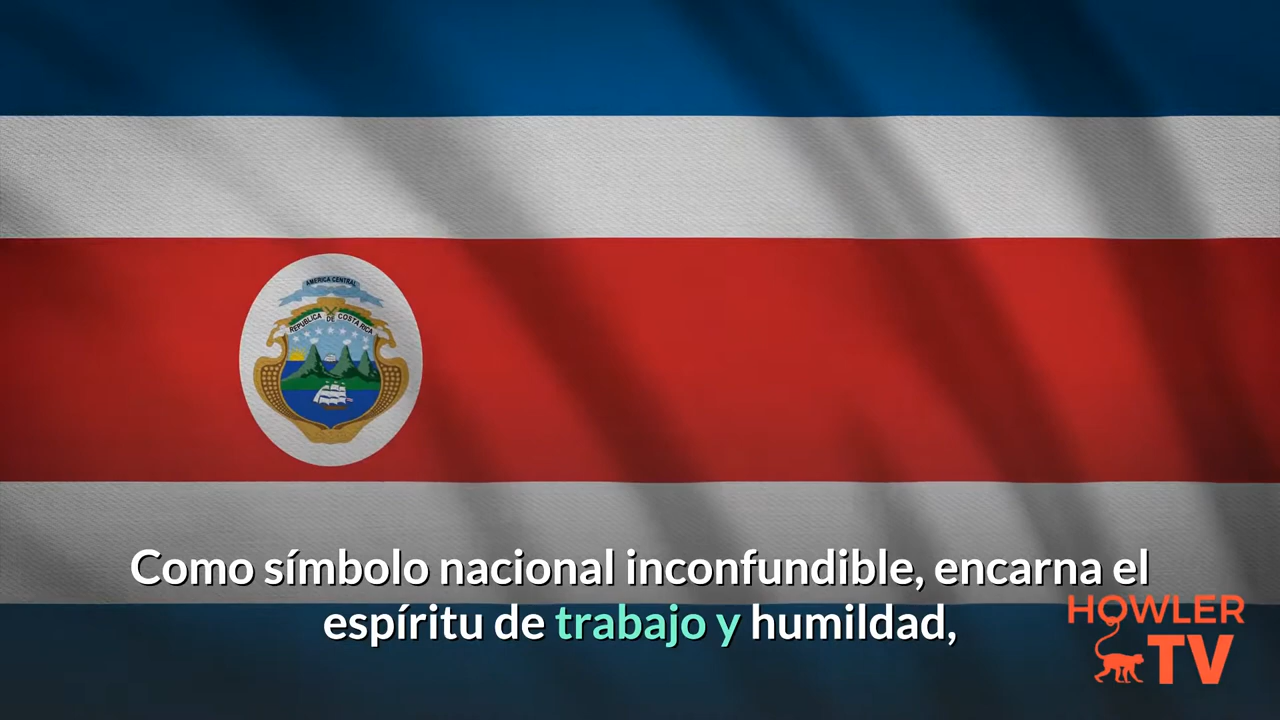 AMERICA CENTRAL
REPUBLICA DE COSTA RICA
Como símbolo nacional inconfundible, encarna el
espíritu de trabajo y humildad,
HOWLER
TV